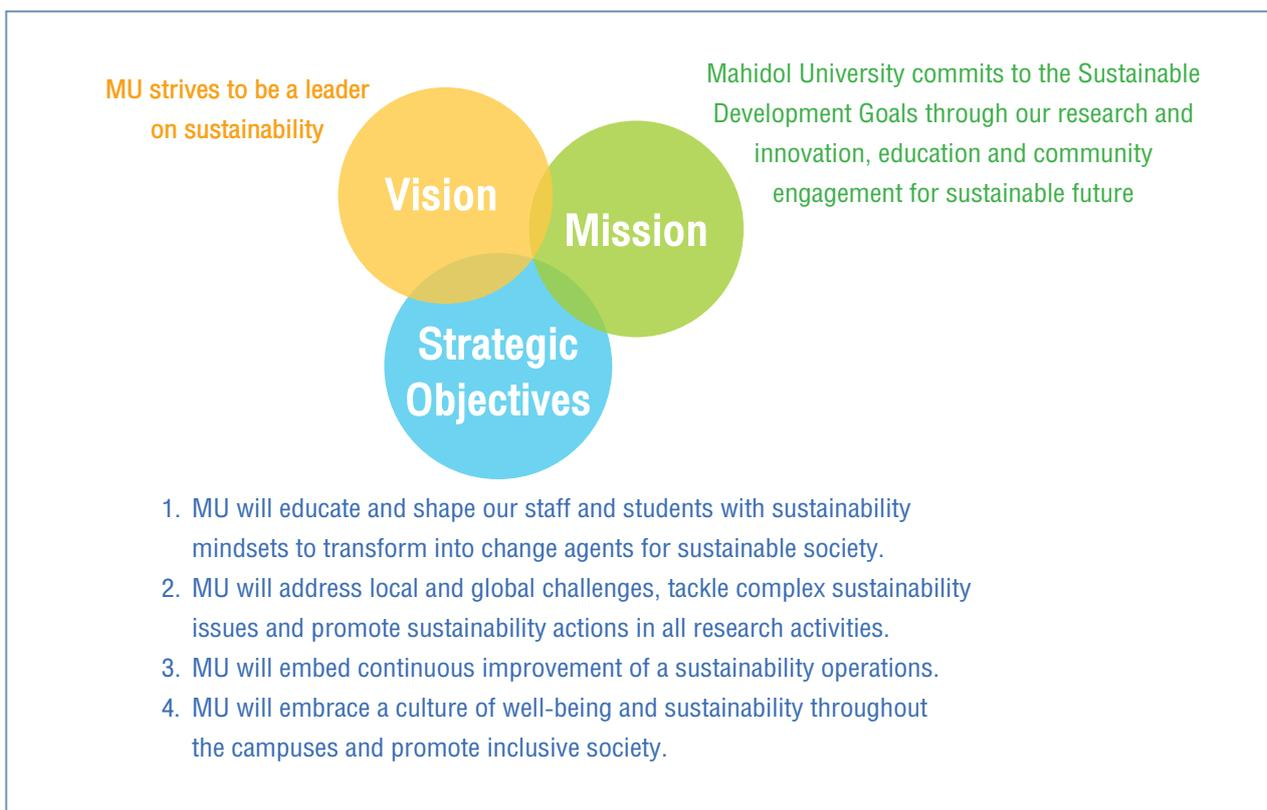 MU strives to be a leader
on sustainability
Mahidol University commits to the Sustainable
Development Goals through our research and
innovation, education and community
engagement for sustainable future
Vision
Mission
Strategic
Objectives
1. MU will educate and shape our staff and students with sustainability
mindsets to transform into change agents for sustainable society.
2. MU will address local and global challenges, tackle complex sustainability
issues and promote sustainability actions in all research activities.
3. MU will embed continuous improvement of a sustainability operations.
4. MU will embrace a culture of well-being and sustainability throughout
the campuses and promote inclusive society.